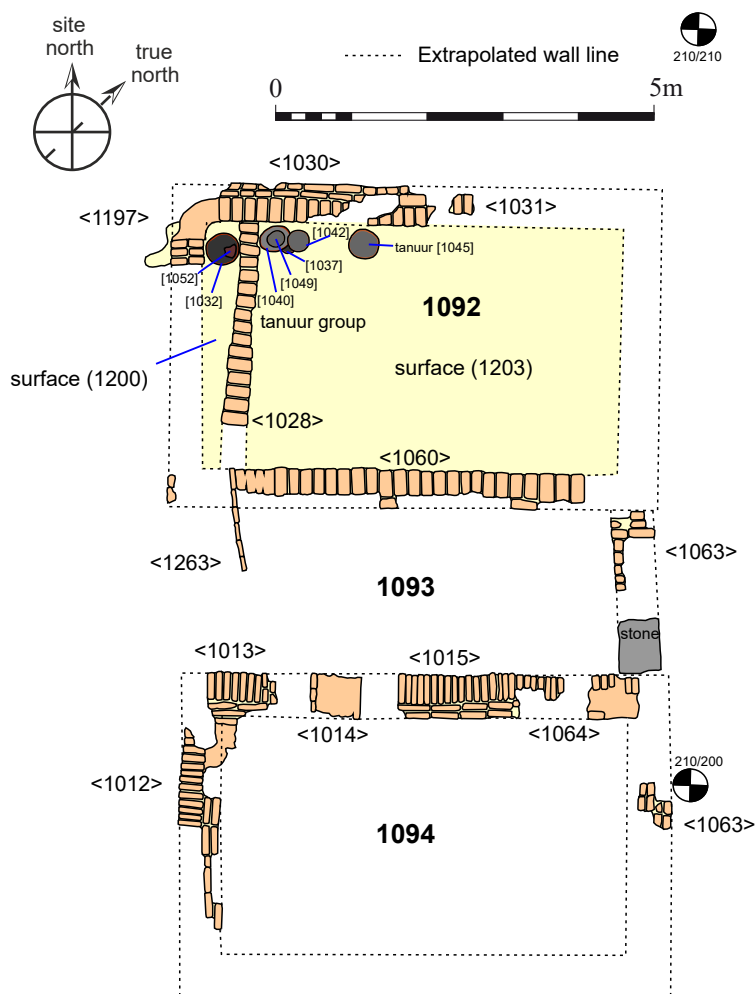 site
north
true
north
Extrapolated wall line
210/210
0
5m
<1030>
<1197>
<1031>
[1042]
tanuur [1045]
[1037]
[1052]
[1049]
[1032]
[1040]
1092
tanuur group
surface (1200)
surface (1203)
<1028>
<1060>
<1263>
1093
<1063>
stone
<1013>
<1015>
<1014>
<1064>
210/200
<1012>
<1063>
1094